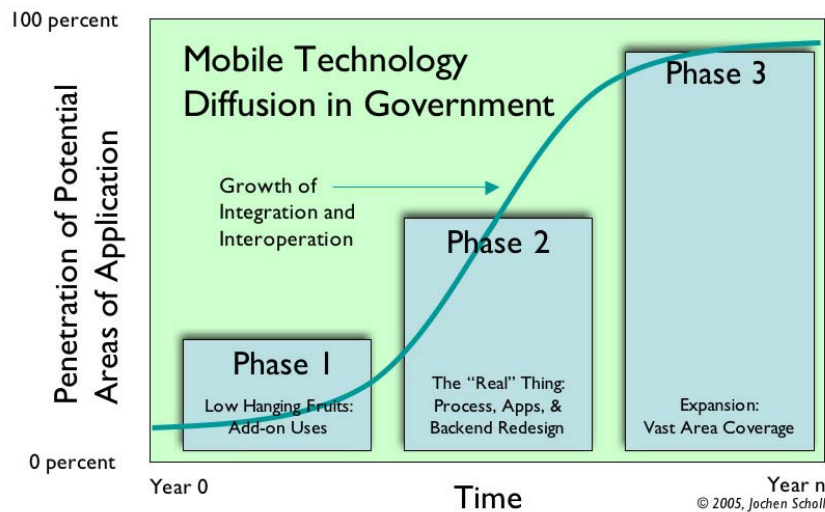 100 percent
Mobile Technology
Diffusion in Government
Phase 3
Growth of
Integration and
Interoperation
Penetration of Potential
Areas of Application
Phase 2
Phase 1
Low Hanging Fruits:
Add-on Uses
The “Real” Thing:
Process, Apps, &
Backend Redesign
Expansion:
Vast Area Coverage
0 percent
Year 0
Time
Year n
© 2005, Jochen Scholl